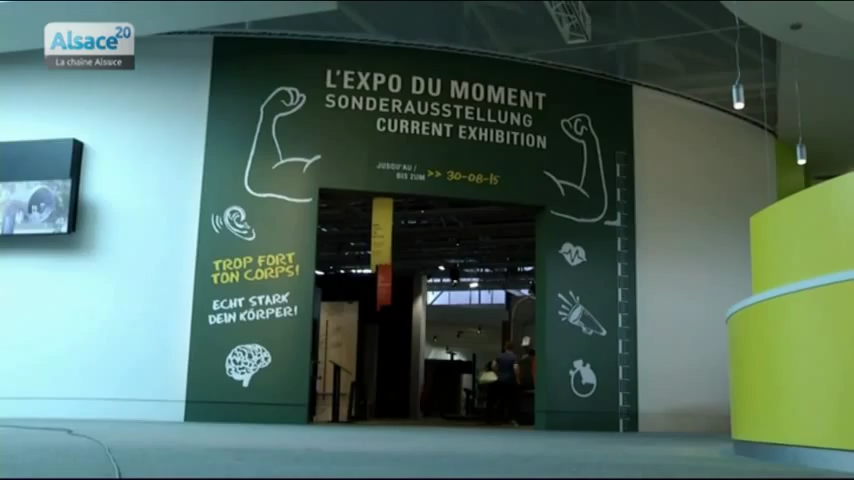 Alsace20
La chaîne Alsace
L'EXPO DU MOMENT
SONDERAUSSTELLUNG
CURRENT EXHIBITION
JUSQU'AU /
BIS ZUM >> 30-08-15
TROP FORT
TON CORPS!
ECHT STARK
DEIN KÖRPER!